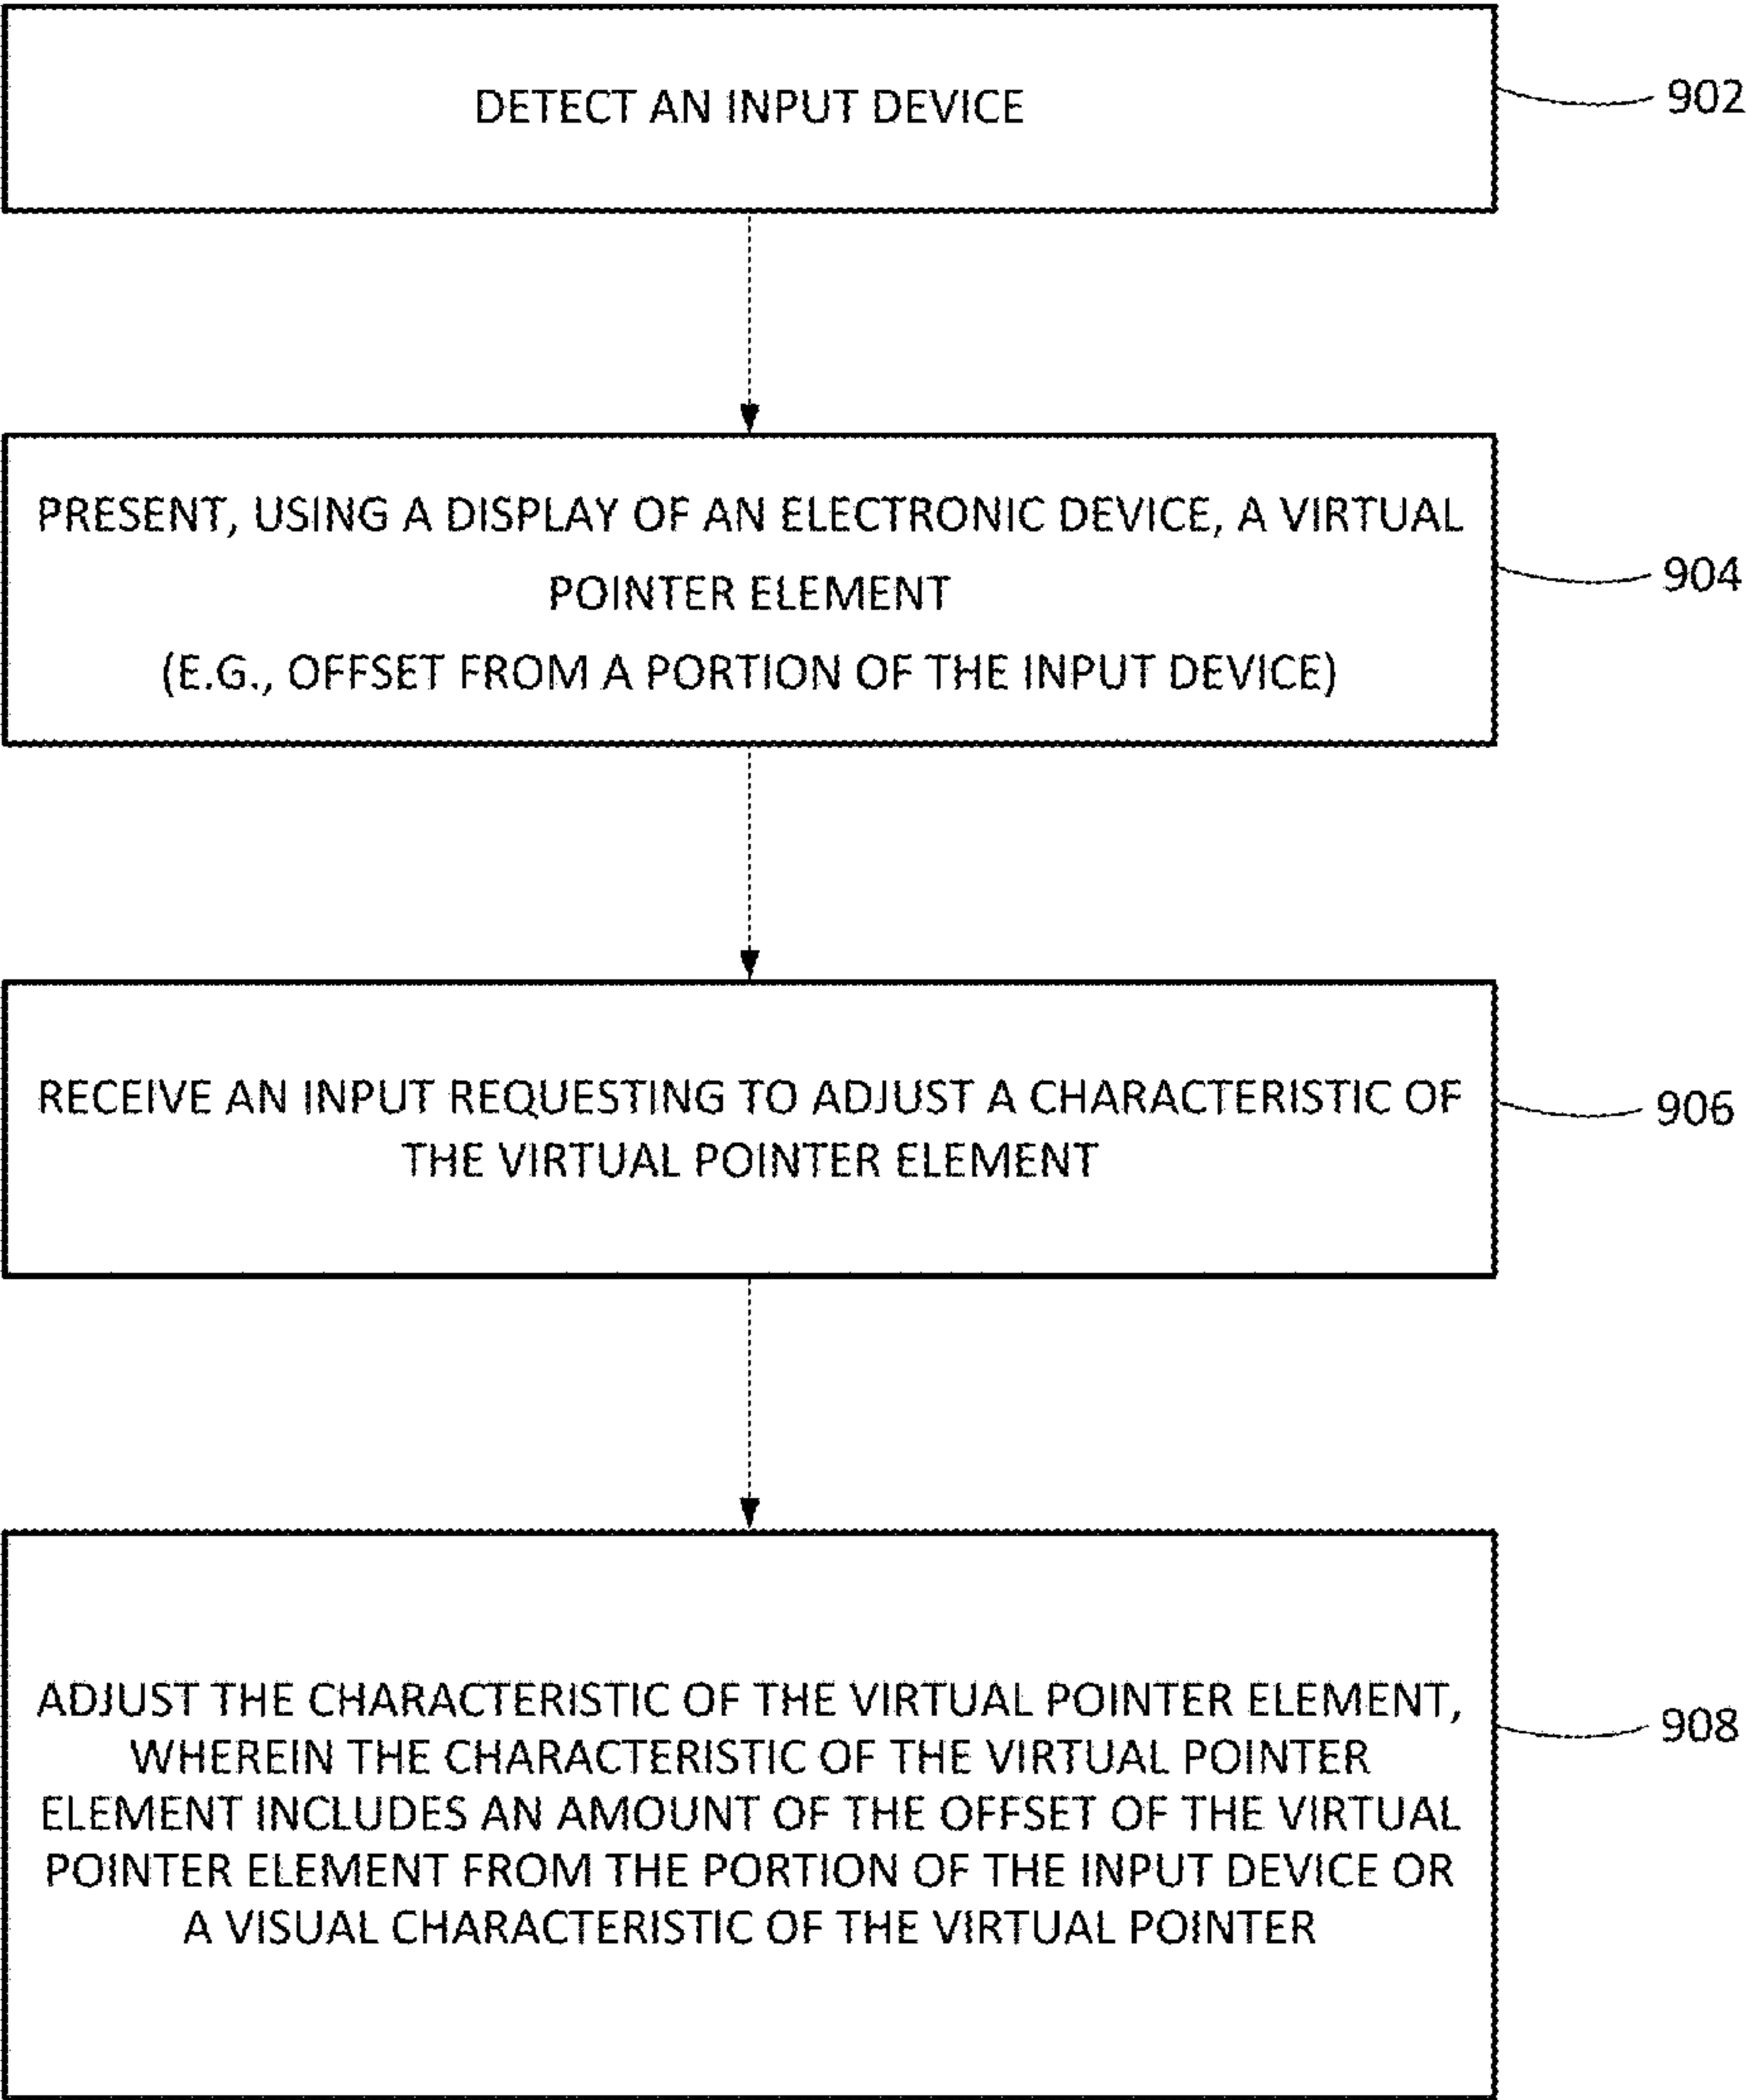 DETECT AN INPUT DEVICE
902
PRESENT, USING A DISPLAY OF AN ELECTRONIC DEVICE, A VIRTUAL
POINTER ELEMENT
(E.G., OFFSET FROM A PORTION OF THE INPUT DEVICE)
904
RECEIVE AN INPUT REQUESTING TO ADJUST A CHARACTERISTIC OF
THE VIRTUAL POINTER ELEMENT
906
ADJUST THE CHARACTERISTIC OF THE VIRTUAL POINTER ELEMENT,
WHEREIN THE CHARACTERISTIC OF THE VIRTUAL POINTER
ELEMENT INCLUDES AN AMOUNT OF THE OFFSET OF THE VIRTUAL
POINTER ELEMENT FROM THE PORTION OF THE INPUT DEVICE OR
A VISUAL CHARACTERISTIC OF THE VIRTUAL POINTER
908